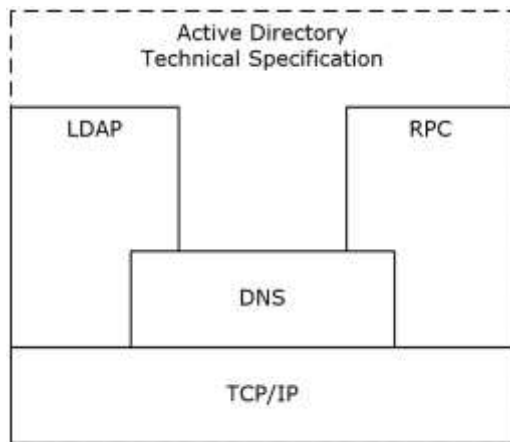 Active Directory
Technical Specification
LDAP
RPC
DNS
TCP/IP